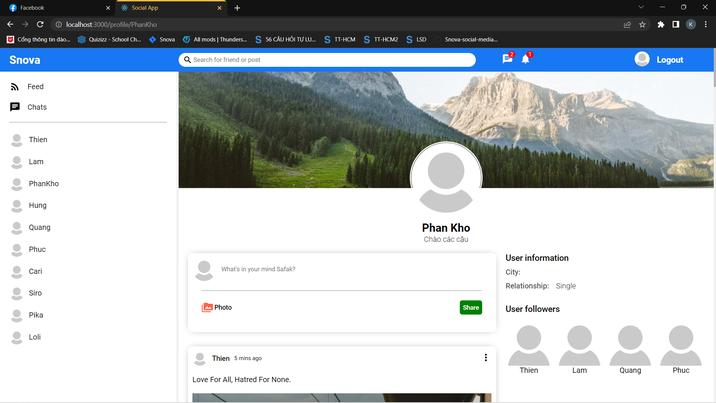 Facebook
Social App
localhost:3000/profile/PhanKho
K
Cổng thông tin đào...
Quizizz - School Ch...
Snova
All mods | Thunders...
56 CÂU HỎI TỰ LU...
TT-HCM
TT-HCM2
LSD
Snova-social-media...
Snova
Search for friend or post
2
1
Logout
Feed
Chats
Thien
Lam
PhanKho
Hung
Quang
Phuc
Cari
Siro
Pika
Loli
Phan Kho
Chào các cậu
What's in your mind Safak?
Photo
Share
Thien 5 mins ago
Love For All, Hatred For None.
User information
City:
Relationship: Single
User followers
Thien
Lam
Quang
Phuc